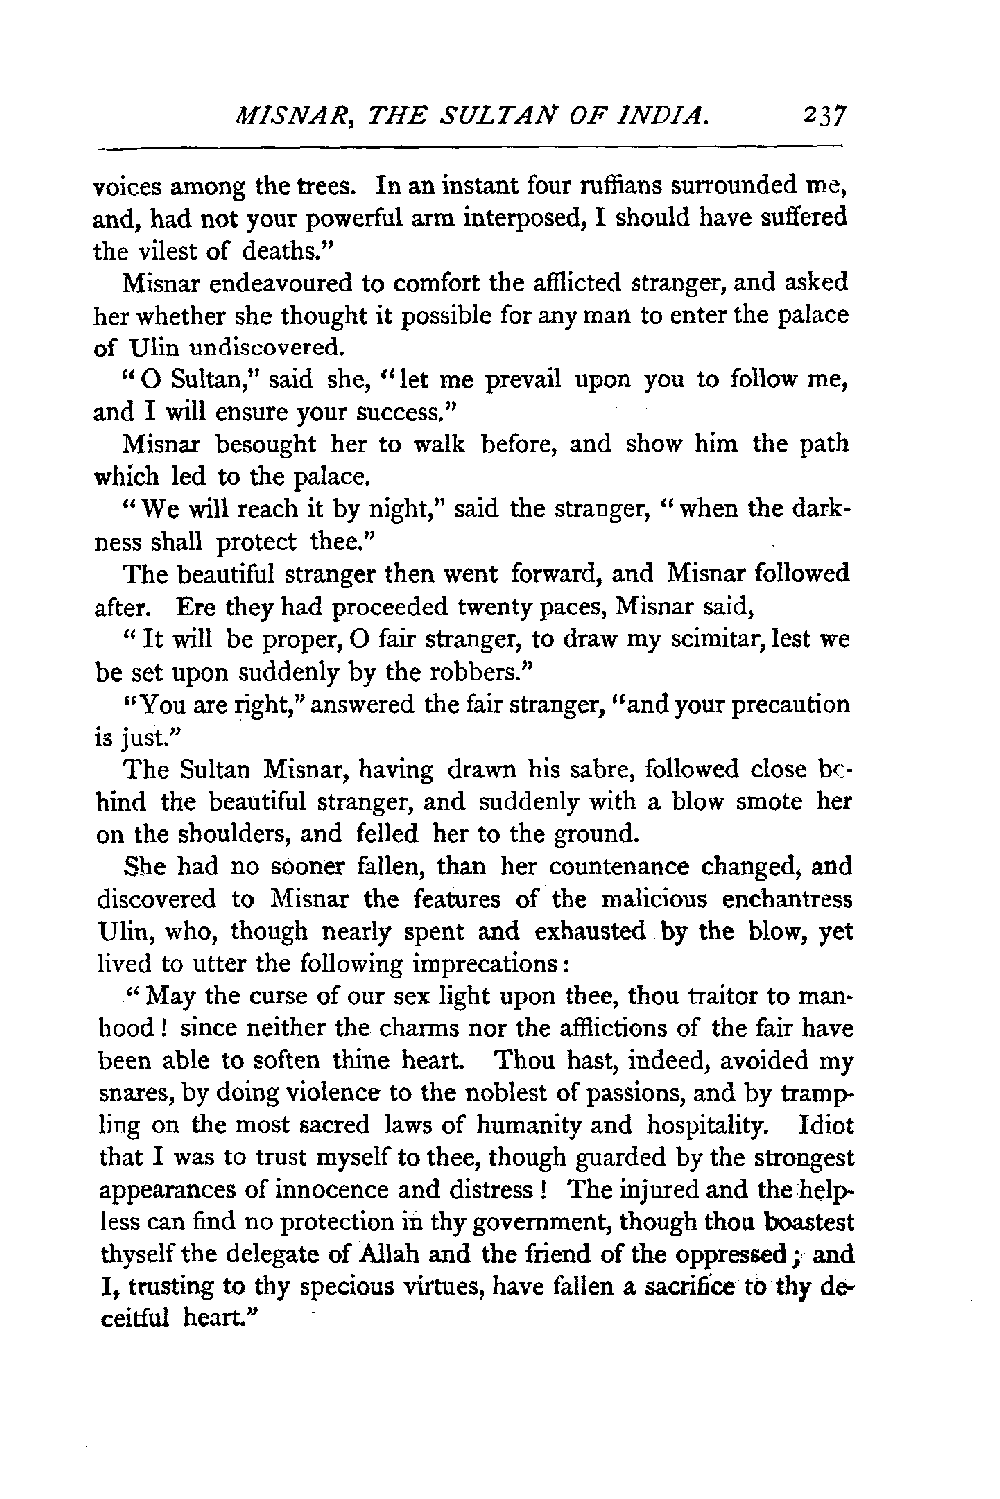 MISNAR, THE SULTAN OF INDIA. 237
voices among the trees. In an instant four ruffians surrounded me,
and, had not your powerful arm interposed, I should have suffered
the vilest of deaths.”
Misnar endeavoured to comfort the afflicted stranger, and asked
her whether she thought it possible for any man to enter the palace
of Ulin undiscovered.
“O Sultan,” said she, “let me prevail upon you to follow me,
and I will ensure your success.”
Misnar besought her to walk before, and show him the path
which led to the palace.
“We will reach it by night,” said the stranger, “when the dark-
ness shall protect thee.”
The beautiful stranger then went forward, and Misnar followed
after. Ere they had proceeded twenty paces, Misnar said,
“It will be proper, O fair stranger, to draw my scimitar, lest we
be set upon suddenly by the robbers.”
“You are right,” answered the fair stranger, “and your precaution
is just.”
The Sultan Misnar, having drawn his sabre, followed close be-
hind the beautiful stranger, and suddenly with a blow smote her
on the shoulders, and felled her to the ground.
She had no sooner fallen, than her countenance changed, and
discovered to Misnar the features of the malicious enchantress
Ulin, who, though nearly spent and exhausted by the blow, yet
lived to utter the following imprecations:
“May the curse of our sex light upon thee, thou traitor to man-
hood! since neither the charms nor the afflictions of the fair have
been able to soften thine heart. Thou hast, indeed, avoided my
snares, by doing violence to the noblest of passions, and by tramp-
ling on the most sacred laws of humanity and hospitality. Idiot
that I was to trust myself to thee, though guarded by the strongest
appearances of innocence and distress! The injured and the help-
less can find no protection in thy government, though thou boastest
thyself the delegate of Allah and the friend of the oppressed; and
I, trusting to thy specious virtues, have fallen a sacrifice to thy de-
ceitful heart.”